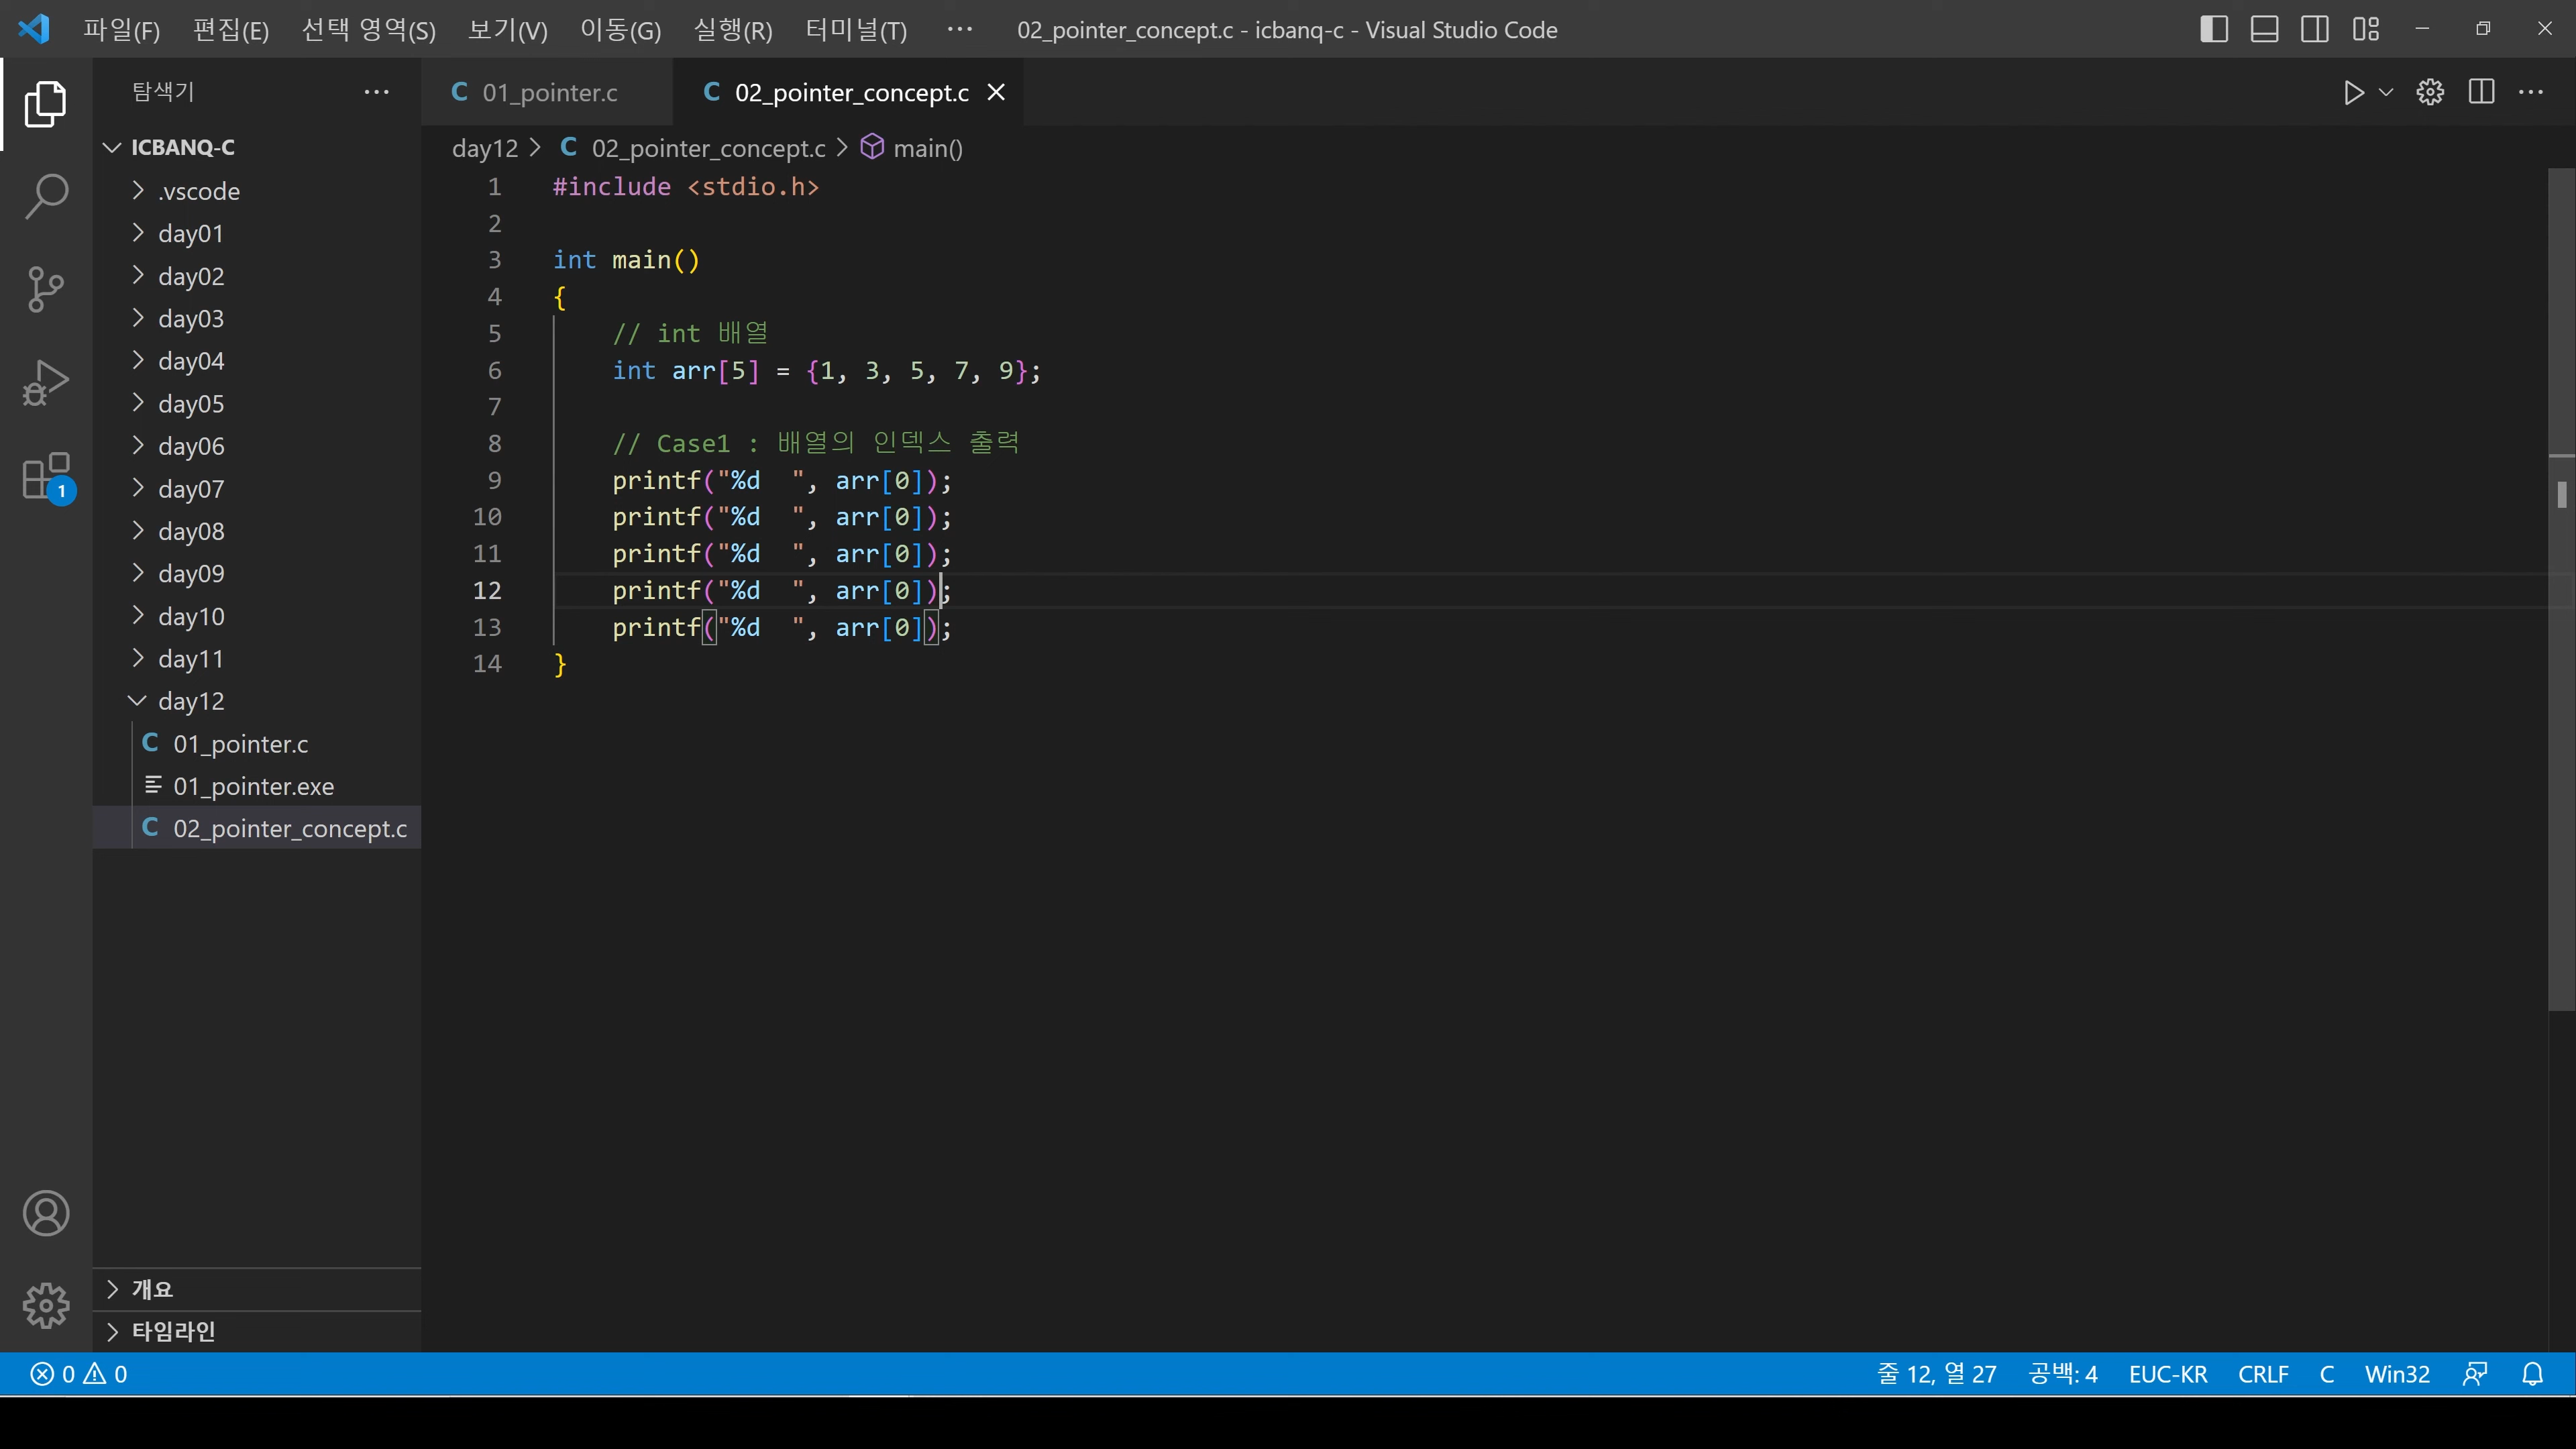 파일(F) 편집(E) 선택 영역(S) 보기(V) 이동(G) 실행(R) 터미널(T) ··· 02_pointer_concept.c - icbanq-c - Visual Studio Code
탐색기 ···
C 01_pointer.c
C 02_pointer_concept.c
day12 > C 02_pointer_concept.c > main()
ICBANQ-C
.vscode
day01
day02
day03
day04
day05
day06
day07
day08
day09
day10
day11
day12
C 01_pointer.c
01_pointer.exe
C 02_pointer_concept.c
1
개요
타임라인
1 #include <stdio.h>
2
3 int main()
4 {
5     // int 배열
6     int arr[5] = {1, 3, 5, 7, 9};
7
8     // Case1 : 배열의 인덱스 출력
9     printf("%d  ", arr[0]);
10     printf("%d  ", arr[0]);
11     printf("%d  ", arr[0]);
12     printf("%d  ", arr[0]);
13     printf("%d  ", arr[0]);
14 }
0 0 줄 12, 열 27 공백: 4 EUC-KR CRLF C Win32